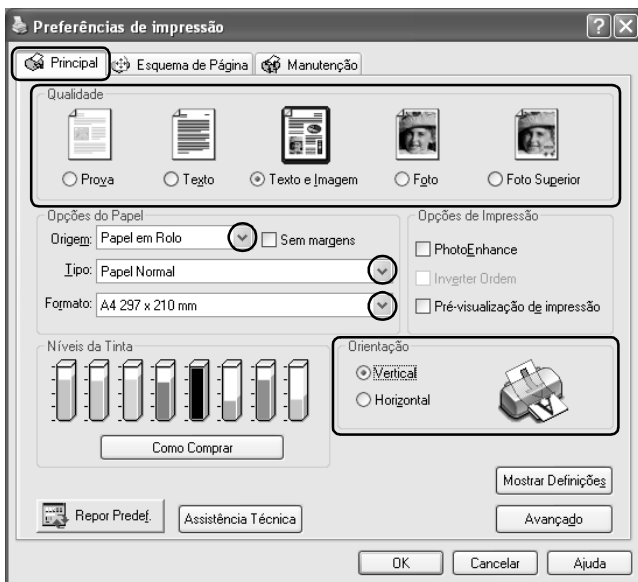 Preferências de impressão
Principal
Esquema de Página
Manutenção
Qualidade
Prova
Texto
Texto e Imagem
Foto
Foto Superior
Opções do Papel
Origem: Papel em Rolo
Sem margens
Tipo: Papel Normal
Formato: A4 297 x 210 mm
Opções de Impressão
PhotoEnhance
Inverter Ordem
Pré-visualização de impressão
Níveis da Tinta
Como Comprar
Orientação
Vertical
Horizontal
A
Mostrar Definições
Repor Predef.
Assistência Técnica
Avançado
OK
Cancelar
Ajuda